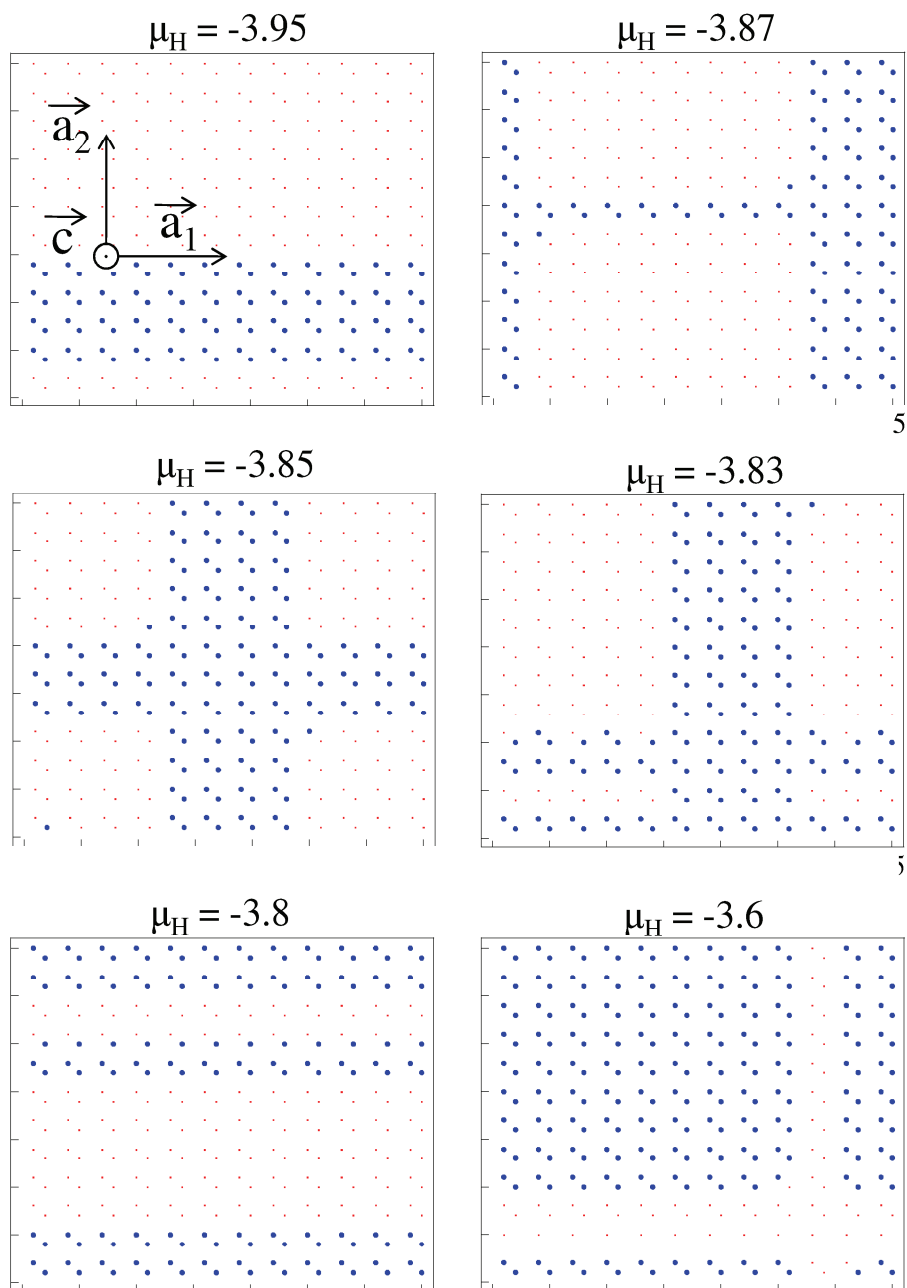 μH = -3.95
μH = -3.87
a2
c
a1
5
μH = -3.85
μH = -3.83
5
μH = -3.8
μH = -3.6